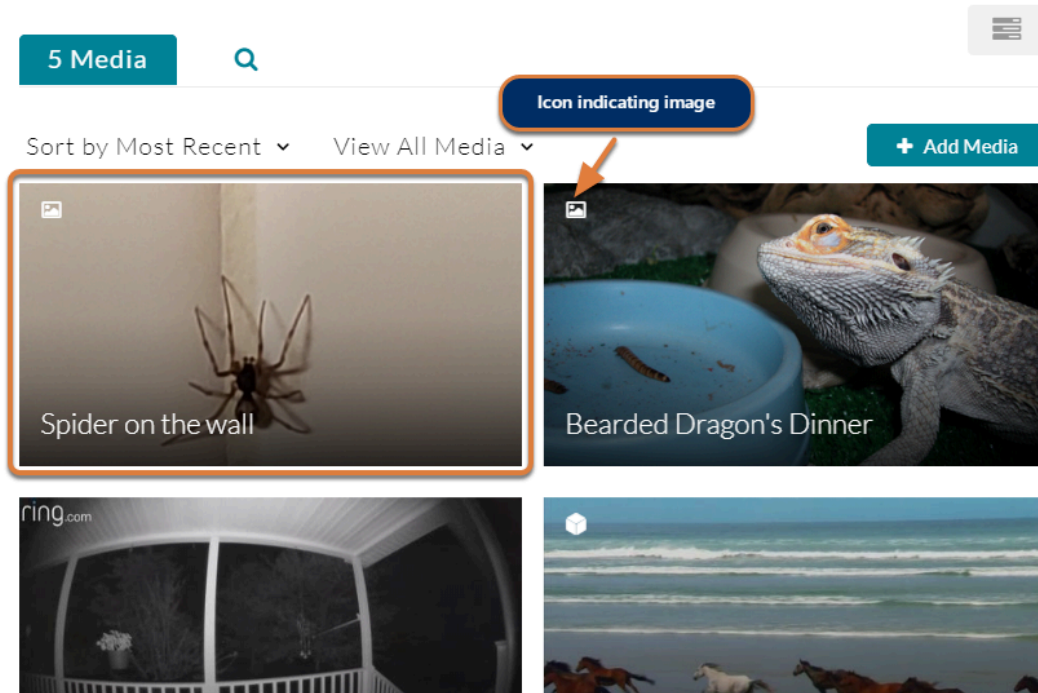 5 Media
Icon indicating image
Sort by Most Recent
View All Media
Add Media
Spider on the wall
Bearded Dragon's Dinner
ring.com